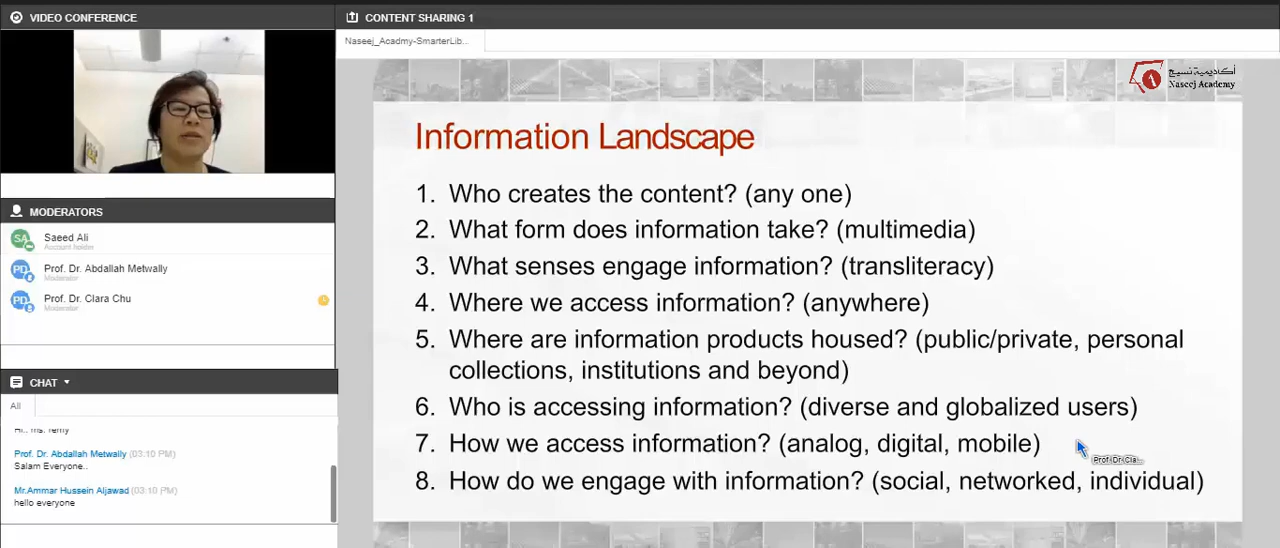 VIDEO CONFERENCE
CONTENT SHARING 1
Naseej_Acadmy-SmarterLib...
أكاديمية نسيج
Naseej Academy
Information Landscape
1. Who creates the content? (any one)
2. What form does information take? (multimedia)
3. What senses engage information? (transliteracy)
4. Where we access information? (anywhere)
5. Where are information products housed? (public/private, personal
collections, institutions and beyond)
6. Who is accessing information? (diverse and globalized users)
7. How we access information? (analog, digital, mobile)
8. How do we engage with information? (social, networked, individual)
Prof. Dr. Cla...
MODERATORS
SA
Saeed Ali
Account holder
PD
Prof. Dr. Abdallah Metwally
Moderator
PD
Prof. Dr. Clara Chu
Moderator
CHAT
All
Prof. Dr. Abdallah Metwally (03:10 PM)
Salam Everyone..
Mr.Ammar Hussein Aljawad (03:10 PM)
hello everyone